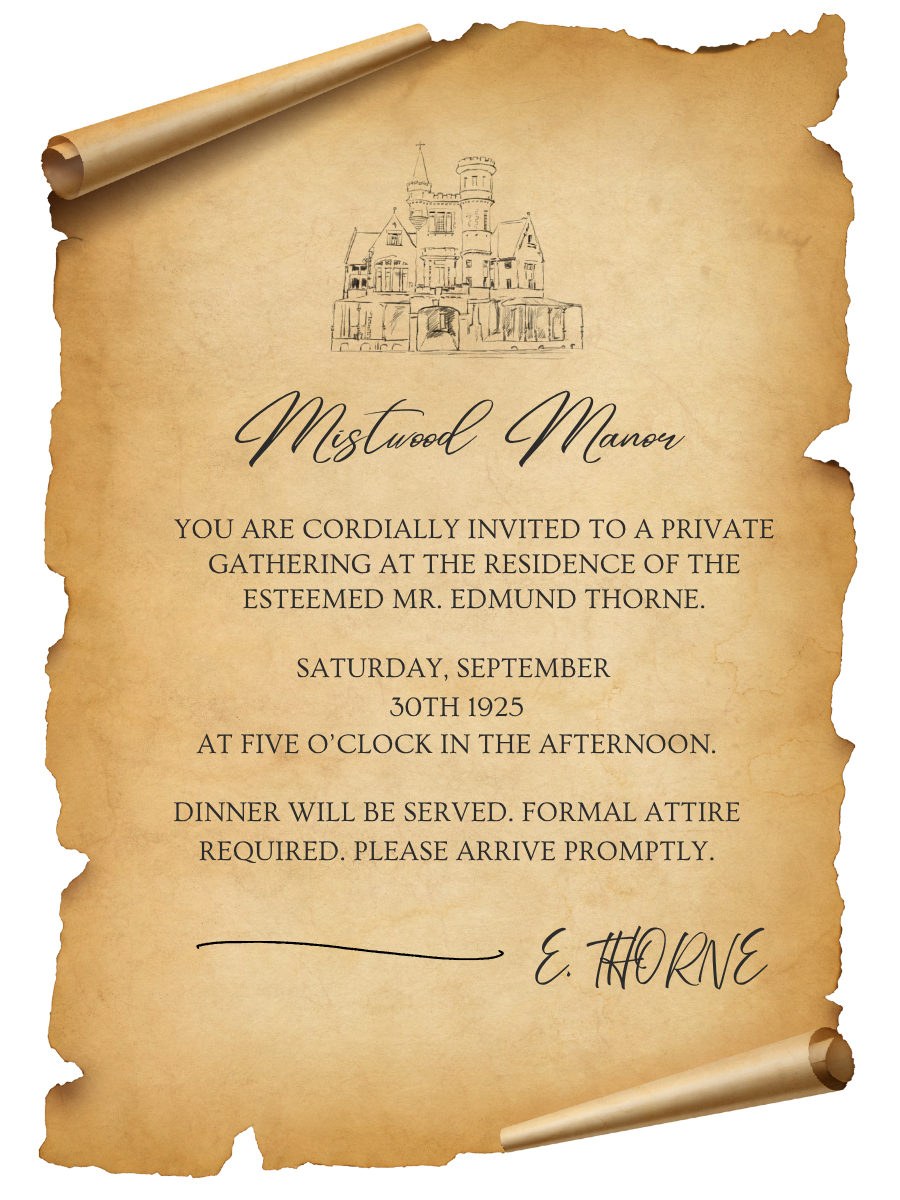 Mistwood Manor
YOU ARE CORDIALLY INVITED TO A PRIVATE
GATHERING AT THE RESIDENCE OF THE
ESTEEMED MR. EDMUND THORNE.
SATURDAY, SEPTEMBER
30TH 1925
AT FIVE O’CLOCK IN THE AFTERNOON.
DINNER WILL BE SERVED. FORMAL ATTIRE
REQUIRED. PLEASE ARRIVE PROMPTLY.
E. THORNE